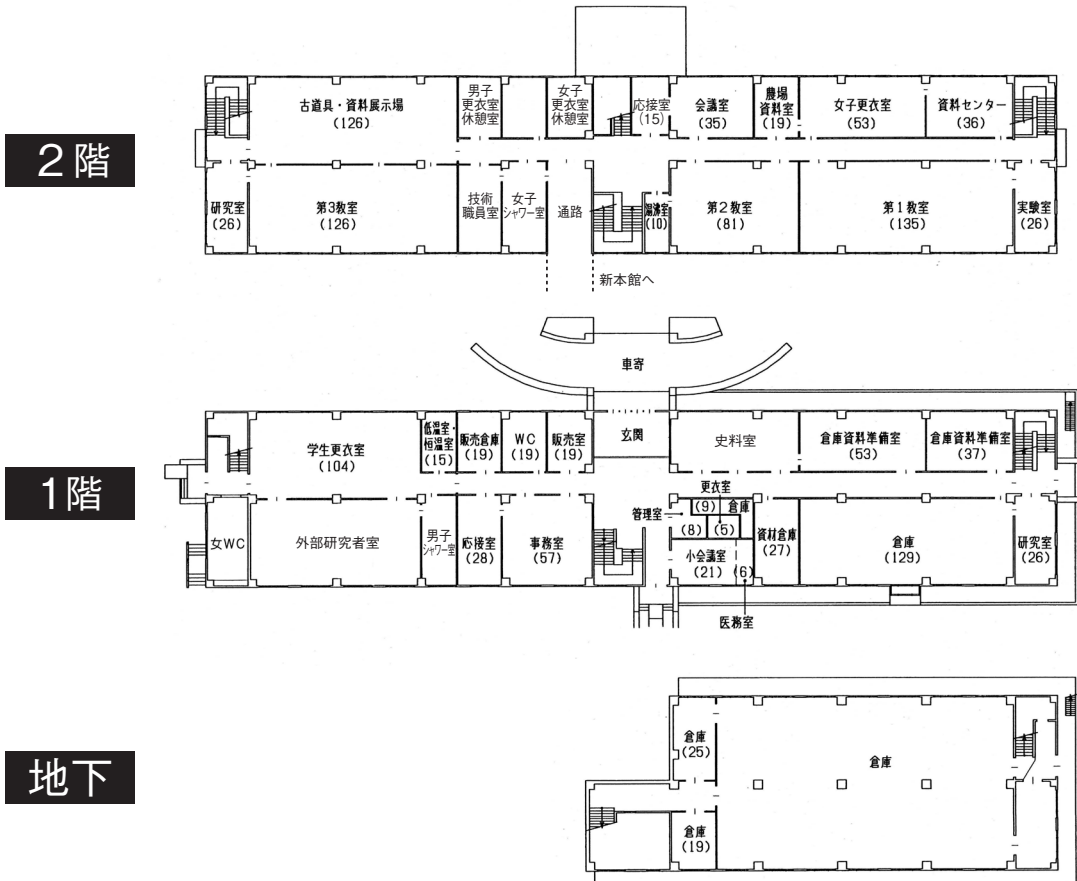 2階
古道具・資料展示場
(126)
男子
更衣室
休憩室
女子
更衣室
休憩室
応接室
(15)
会議室
(35)
農場
資料室
(19)
女子更衣室
(53)
資料センター
(36)
研究室
(26)
第3教室
(126)
技術
職員室
女子
シャワー室
通路
湯沸室
(10)
第2教室
(81)
第1教室
(135)
実験室
(26)
新本館へ
1階
車寄
学生更衣室
(104)
低温室・
恒温室
(15)
販売倉庫
(19)
WC
(19)
販売室
(19)
玄関
史料室
倉庫資料準備室
(53)
倉庫資料準備室
(37)
女WC
外部研究者室
男子
シャワー室
応接室
(28)
事務室
(57)
更衣室
管理室
(9)
倉庫
(8)
(5)
小会議室
(21)
(6)
医務室
資材倉庫
(27)
倉庫
(129)
研究室
(26)
地下
倉庫
(25)
倉庫
倉庫
(19)